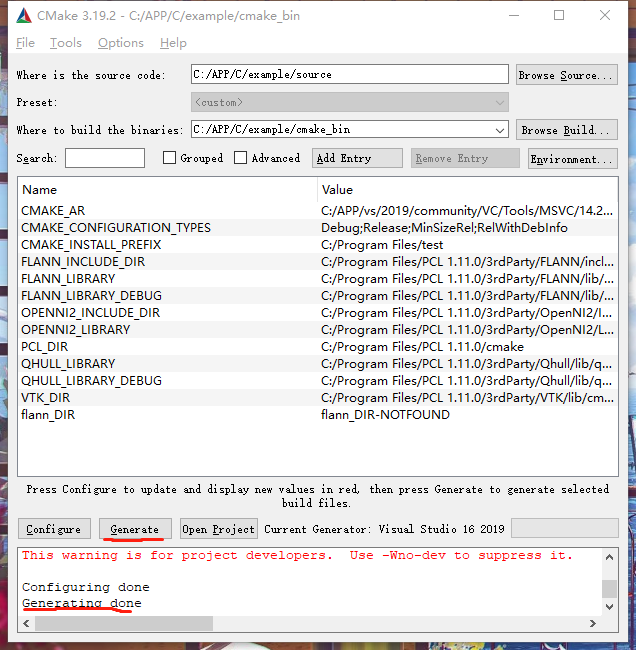 CMake 3.19.2 - C:/APP/C/example/cmake_bin
File Tools Options Help
Where is the source code: C:/APP/C/example/source Browse Source...
Preset: <custom>
Where to build the binaries: C:/APP/C/example/cmake_bin Browse Build...
Search: Grouped Advanced Add Entry Remove Entry Environment...
Name Value
CMAKE_AR C:/APP/vs/2019/community/VC/Tools/MSVC/14.2...
CMAKE_CONFIGURATION_TYPES Debug;Release;MinSizeRel;RelWithDebInfo
CMAKE_INSTALL_PREFIX C:/Program Files/test
FLANN_INCLUDE_DIR C:/Program Files/PCL 1.11.0/3rdParty/FLANN/incl...
FLANN_LIBRARY C:/Program Files/PCL 1.11.0/3rdParty/FLANN/lib/...
FLANN_LIBRARY_DEBUG C:/Program Files/PCL 1.11.0/3rdParty/FLANN/lib/...
OPENNI2_INCLUDE_DIR C:/Program Files/PCL 1.11.0/3rdParty/OpenNI2/I...
OPENNI2_LIBRARY C:/Program Files/PCL 1.11.0/3rdParty/OpenNI2/L...
PCL_DIR C:/Program Files/PCL 1.11.0/cmake
QHULL_LIBRARY C:/Program Files/PCL 1.11.0/3rdParty/Qhull/lib/q...
QHULL_LIBRARY_DEBUG C:/Program Files/PCL 1.11.0/3rdParty/Qhull/lib/q...
VTK_DIR C:/Program Files/PCL 1.11.0/3rdParty/VTK/lib/cm...
flann_DIR flann_DIR-NOTFOUND
Press Configure to update and display new values in red, then press Generate to generate selected
build files.
Configure Generate Open Project Current Generator: Visual Studio 16 2019
This warning is for project developers. Use -Wno-dev to suppress it.
Configuring done
Generating done